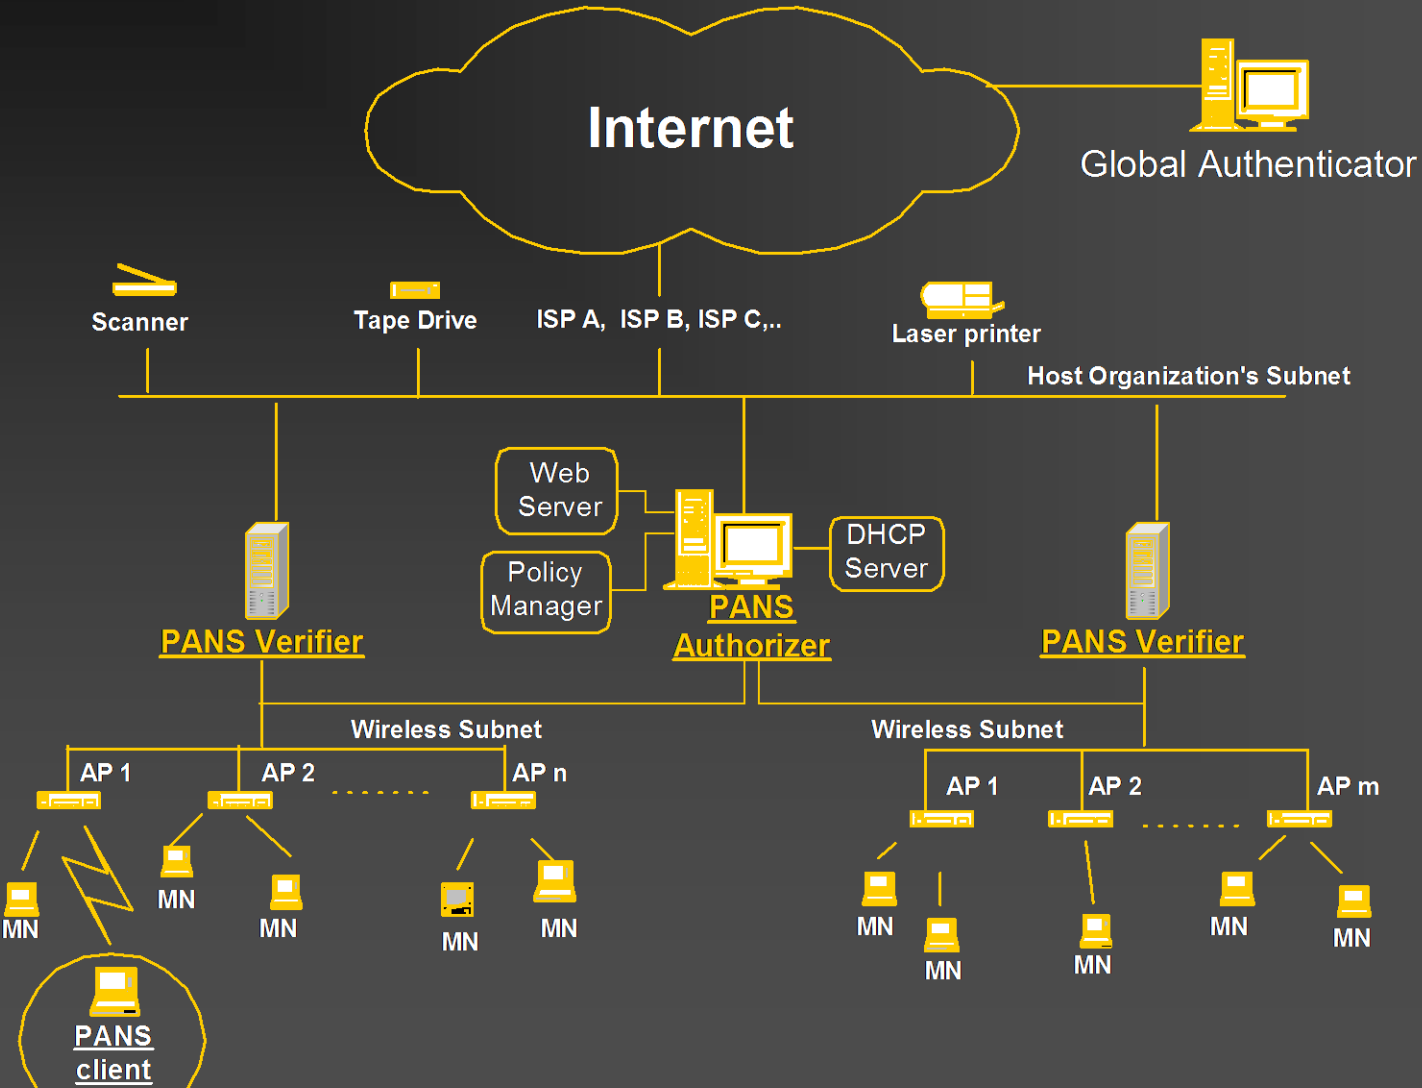 Internet
Global Authenticator
Scanner
Tape Drive
ISP A, ISP B, ISP C,..
Laser printer
Host Organization's Subnet
Web
Server
Policy
Manager
DHCP
Server
PANS
Authorizer
PANS Verifier
PANS Verifier
Wireless Subnet
Wireless Subnet
AP 1
AP 2
AP n
AP 1
AP 2
AP m
MN
MN
MN
MN
MN
MN
MN
MN
MN
MN
PANS
client